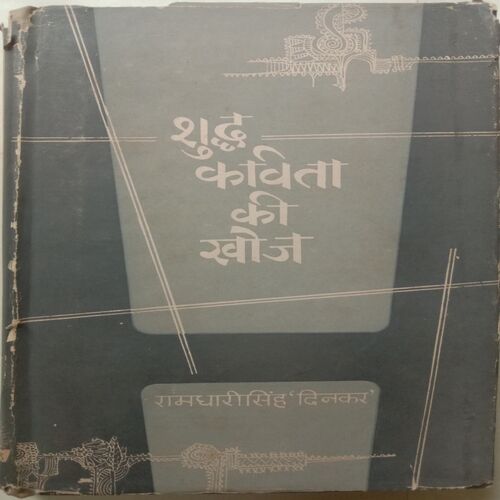 शुद्ध
कविता
की
खोज
रामधारीसिंह 'दिनकर'